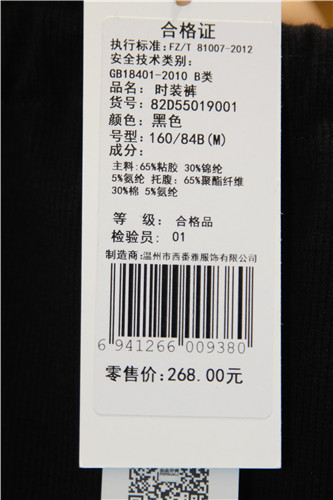 合格证
执行标准:FZ/T 81007-2012
安全技术类别:
GB18401-2010 B类
品名: 时装裤
货号:82D55019001
颜色:黑色
号型:160/84B(M)
成分:
主料:65%粘胶 30%锦纶
5%氨纶 托腹: 65%聚酯纤维
30%棉 5%氨纶
等 级: 合格品
检验员: 01
制造商:温州市西番雅服饰有限公司
6 941266 009380
零售价:268.00元